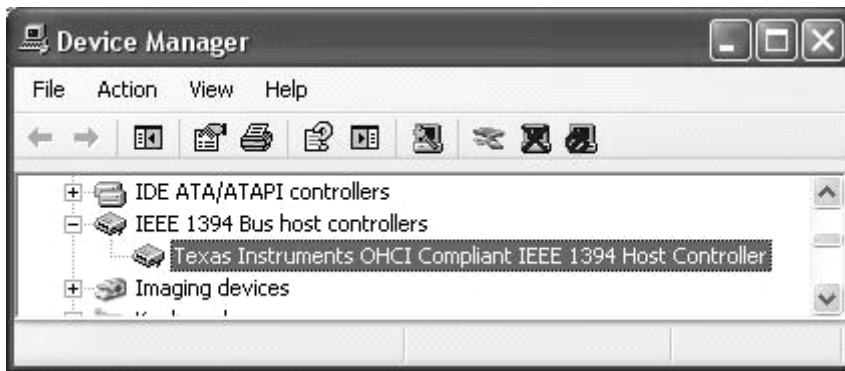 Device Manager
File Action View Help
IDE ATA/ATAPI controllers
IEEE 1394 Bus host controllers
Texas Instruments OHCI Compliant IEEE 1394 Host Controller
Imaging devices